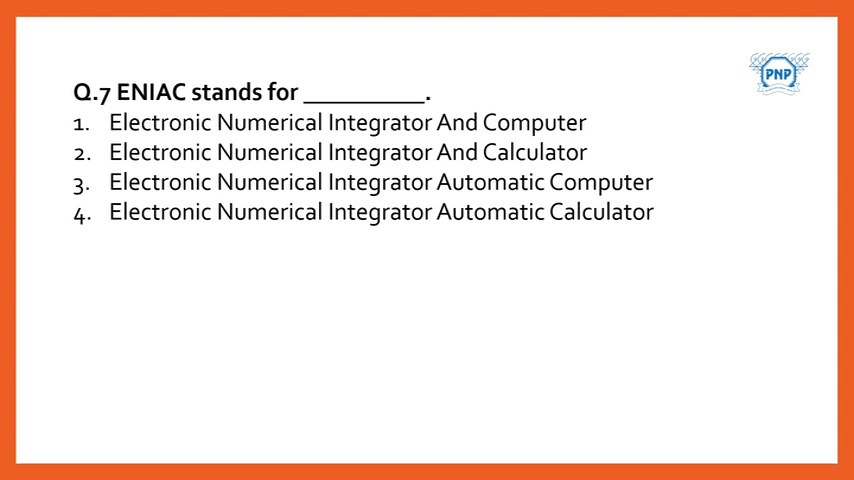 PNP
Q.7 ENIAC stands for __________.
1. Electronic Numerical Integrator And Computer
2. Electronic Numerical Integrator And Calculator
3. Electronic Numerical Integrator Automatic Computer
4. Electronic Numerical Integrator Automatic Calculator